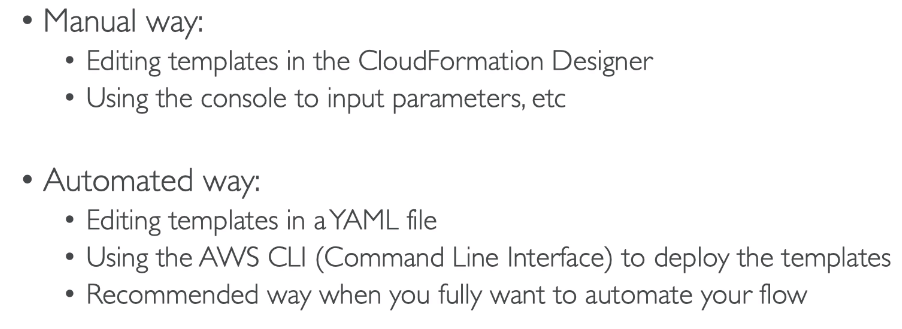 • Manual way:
• Editing templates in the CloudFormation Designer
• Using the console to input parameters, etc
• Automated way:
• Editing templates in a YAML file
• Using the AWS CLI (Command Line Interface) to deploy the templates
• Recommended way when you fully want to automate your flow